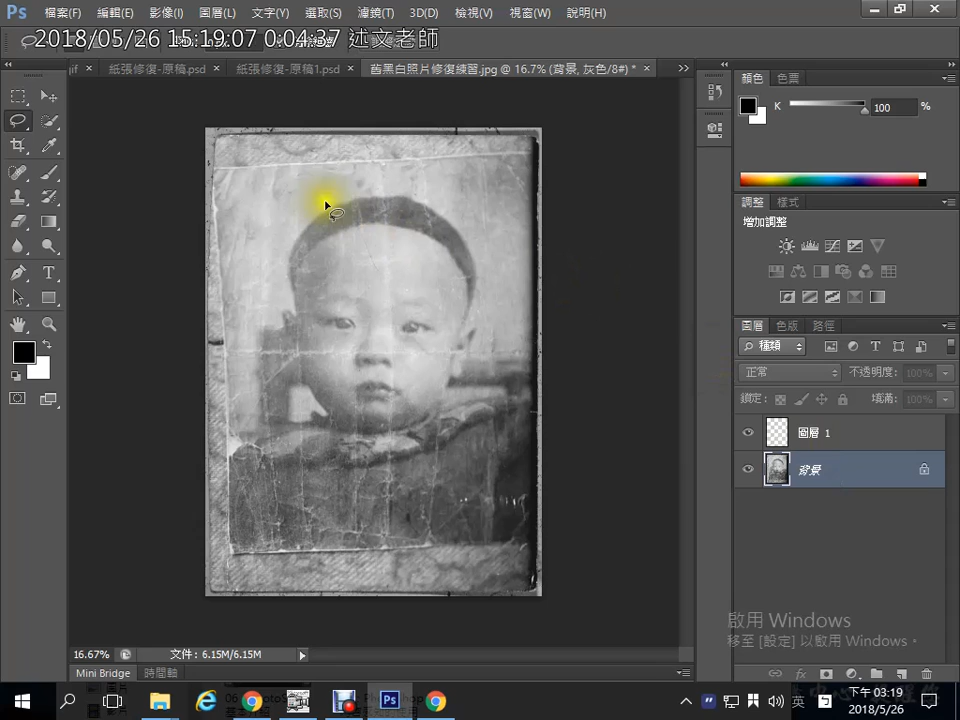 Ps 檔案(F) 編輯(E) 影像(I) 圖層(L) 文字(Y) 選取(S) 濾鏡(T) 3D(D) 檢視(V) 視窗(W) 說明(H)
2018/05/26 15:19:07 0:04:37 述文老師
gif × 紙張修復-原稿.psd × 紙張修復-原稿1.psd × 舊黑白照片修復練習.jpg @ 16.7% (背景, 灰色/8#) * ×
顏色 色票
K 100 %
調整 樣式
增加調整
圖層 色版 路徑
種類
正常 不透明度: 100%
鎖定: 填滿: 100%
圖層 1
背景
啟用 Windows
移至 [設定] 以啟用 Windows。
16.67% 文件: 6.15M/6.15M
Mini Bridge 時間軸
Ps 英 下午 03:19
2018/5/26